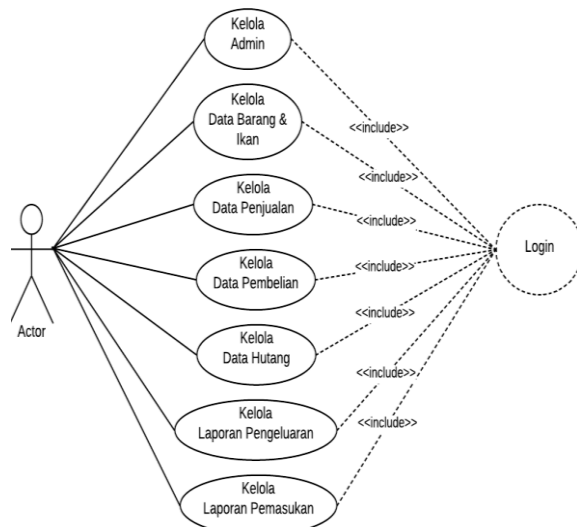 Kelola
Admin
<<include>>
Kelola
Data Barang &
Ikan
<<include>>
Kelola
Data Penjualan
<<include>>
Login
Kelola
Data Pembelian
<<include>>
Actor
Kelola
Data Hutang
<<include>>
Kelola
Laporan Pengeluaran
<<include>>
Kelola
Laporan Pemasukan
<<include>>